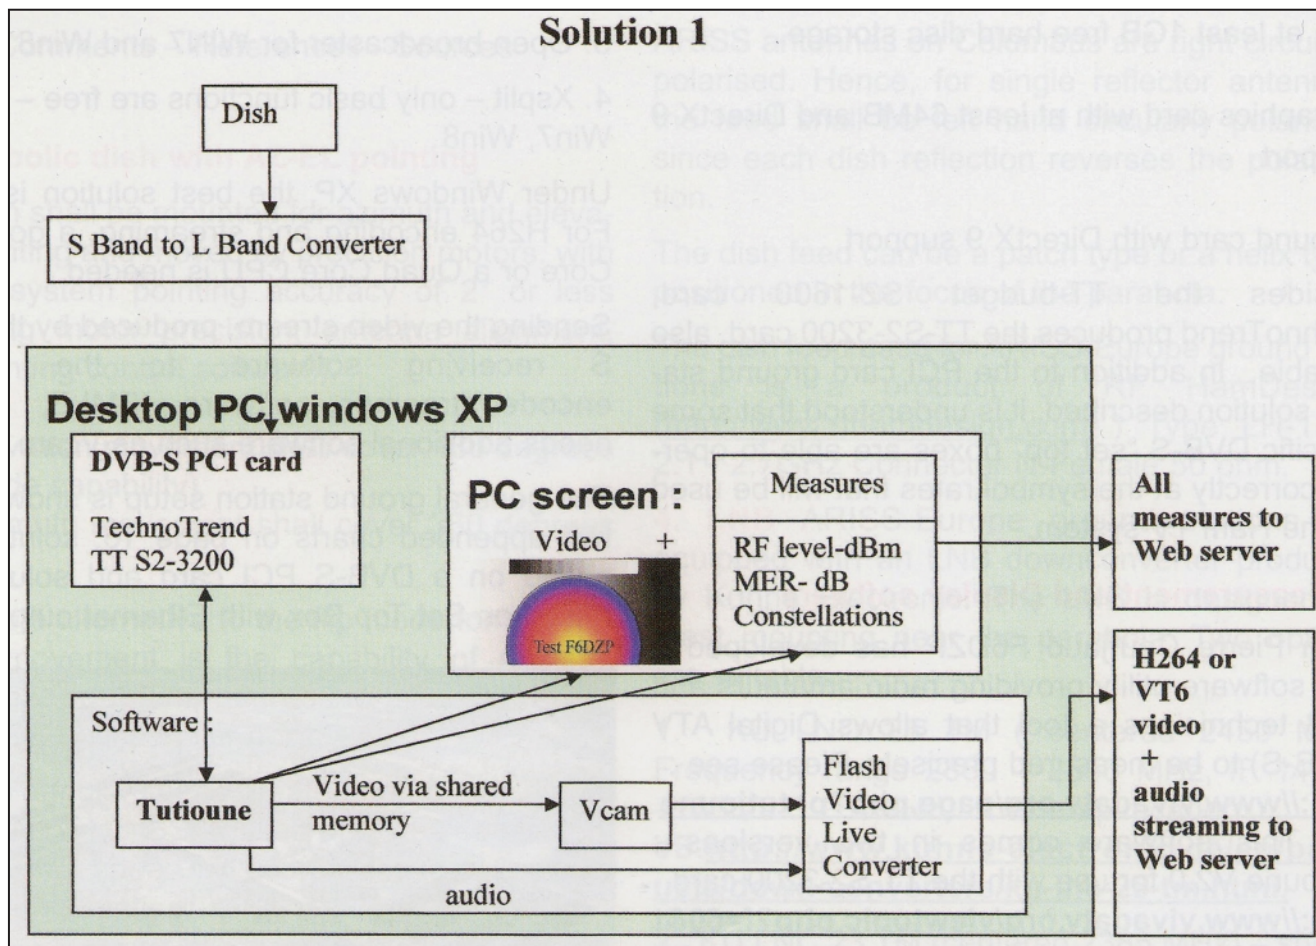 Solution 1
Dish
S Band to L Band Converter
Desktop PC windows XP
DVB-S PCI card
TechnoTrend
TT S2-3200
PC screen :
Video +
Test F6DZP
Measures
RF level-dBm
MER- dB
Constellations
All
measures to
Web server
Software :
Tutioune
Video via shared
memory
Vcam
audio
Flash
Video
Live
Converter
H264 or
VT6
video
+
audio
streaming to
Web server